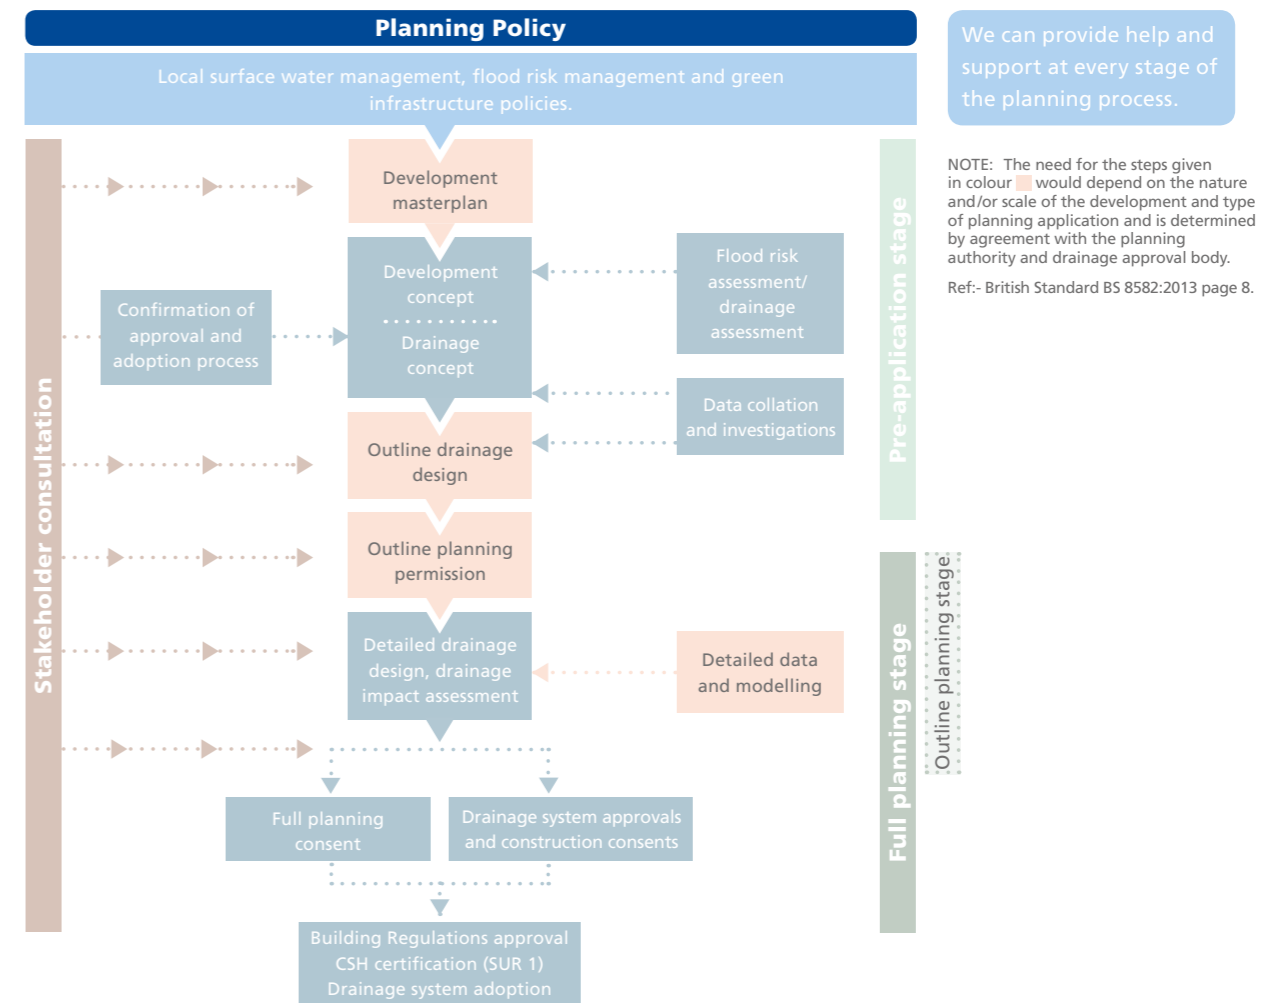 Planning Policy
Local surface water management, flood risk management and green
infrastructure policies.
We can provide help and
support at every stage of
the planning process.
NOTE: The need for the steps given
in colour would depend on the nature
and/or scale of the development and type
of planning application and is determined
by agreement with the planning
authority and drainage approval body.
Ref:- British Standard BS 8582:2013 page 8.
Stakeholder consultation
Development
masterplan
Development
concept
Drainage
concept
Confirmation of
approval and
adoption process
Flood risk
assessment/
drainage
assessment
Data collation
and investigations
Outline drainage
design
Outline planning
permission
Detailed drainage
design, drainage
impact assessment
Detailed data
and modelling
Full planning
consent
Drainage system approvals
and construction consents
Building Regulations approval
CSH certification (SUR 1)
Drainage system adoption
Pre-application stage
Full planning stage
Outline planning stage